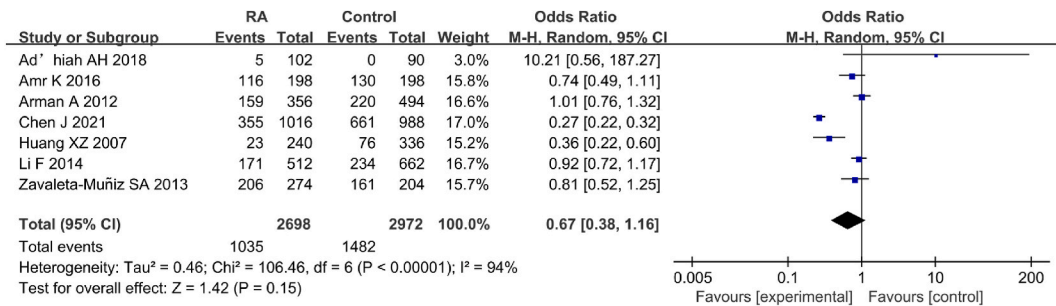 RA Control Odds Ratio Odds Ratio
Study or Subgroup Events Total Events Total Weight M-H, Random, 95% CI M-H, Random, 95% CI
Ad’hiah AH 2018 5 102 0 90 3.0% 10.21 [0.56, 187.27]
Amr K 2016 116 198 130 198 15.8% 0.74 [0.49, 1.11]
Arman A 2012 159 356 220 494 16.6% 1.01 [0.76, 1.32]
Chen J 2021 355 1016 661 988 17.0% 0.27 [0.22, 0.32]
Huang XZ 2007 23 240 76 336 15.1% 0.36 [0.22, 0.60]
Li F 2014 171 512 234 662 16.7% 0.92 [0.72, 1.17]
Zavaleta-Muñiz SA 2013 206 274 161 204 15.7% 0.81 [0.52, 1.25]
Total (95% CI) 2698 2972 100.0% 0.67 [0.38, 1.16]
Total events 1035 1482
Heterogeneity: Tau² = 0.46; Chi² = 106.46, df = 6 (P < 0.00001); I² = 94%
Test for overall effect: Z = 1.42 (P = 0.15)
0.005 0.1 1 10 200
Favours [experimental] Favours [control]